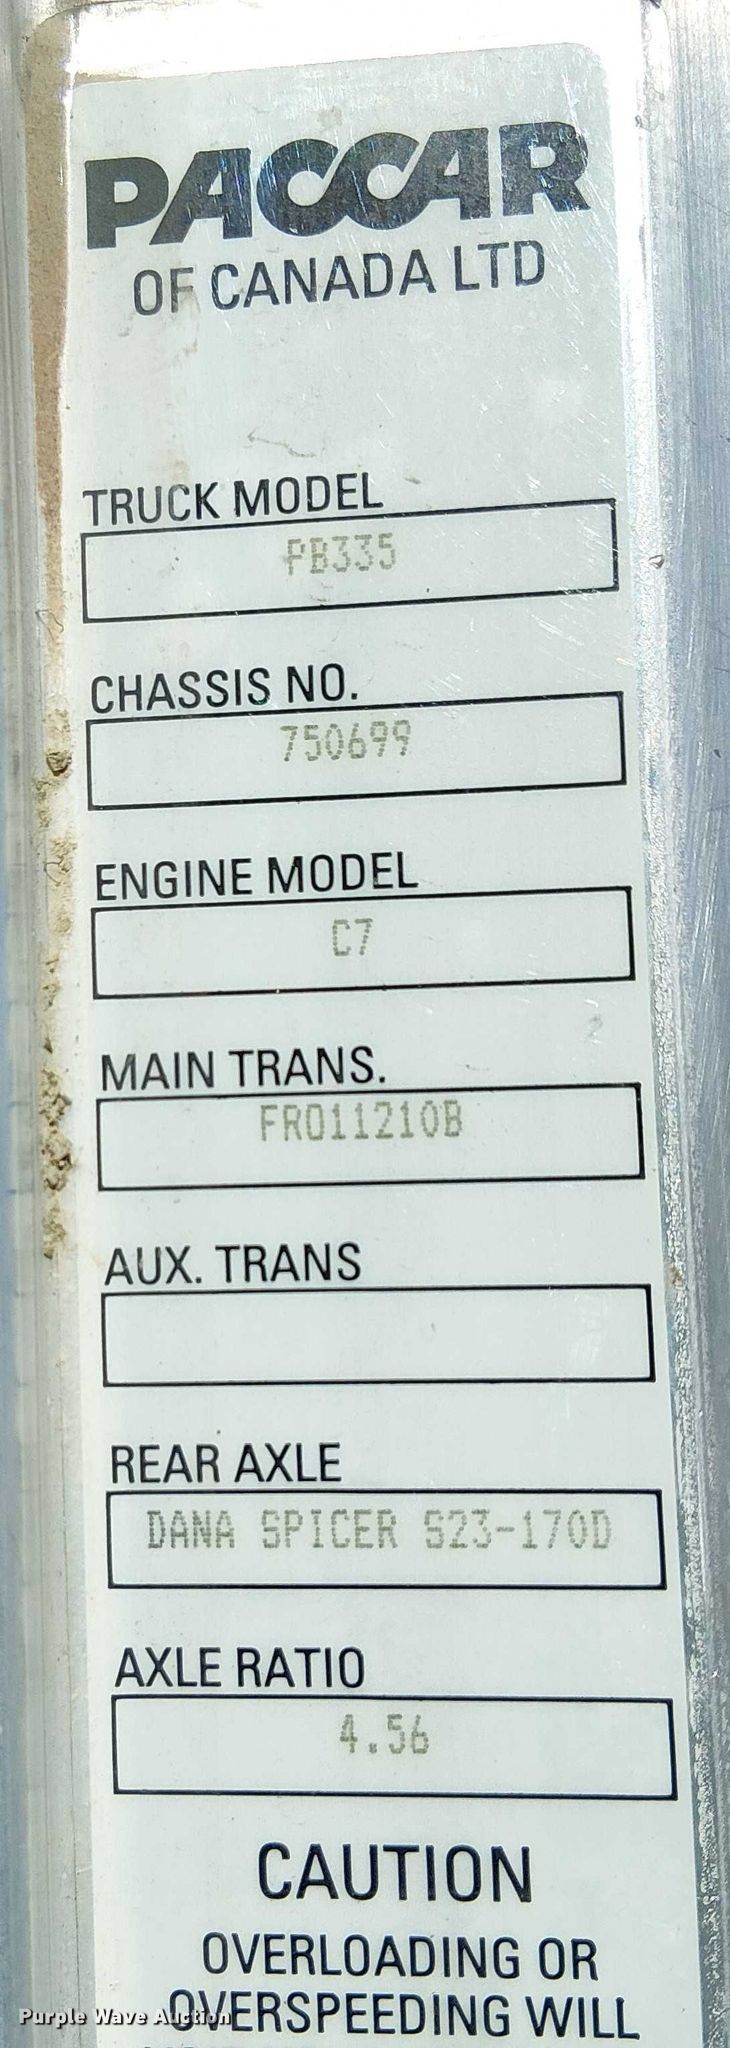 PACCAR
OF CANADA LTD
TRUCK MODEL
PB335
CHASSIS NO.
750699
ENGINE MODEL
C7
MAIN TRANS.
FRO11210B
AUX. TRANS
REAR AXLE
DANA SPICER S23-170D
AXLE RATIO
4.56
CAUTION
OVERLOADING OR
OVERSPEEDING WILL
Purple Wave Auction